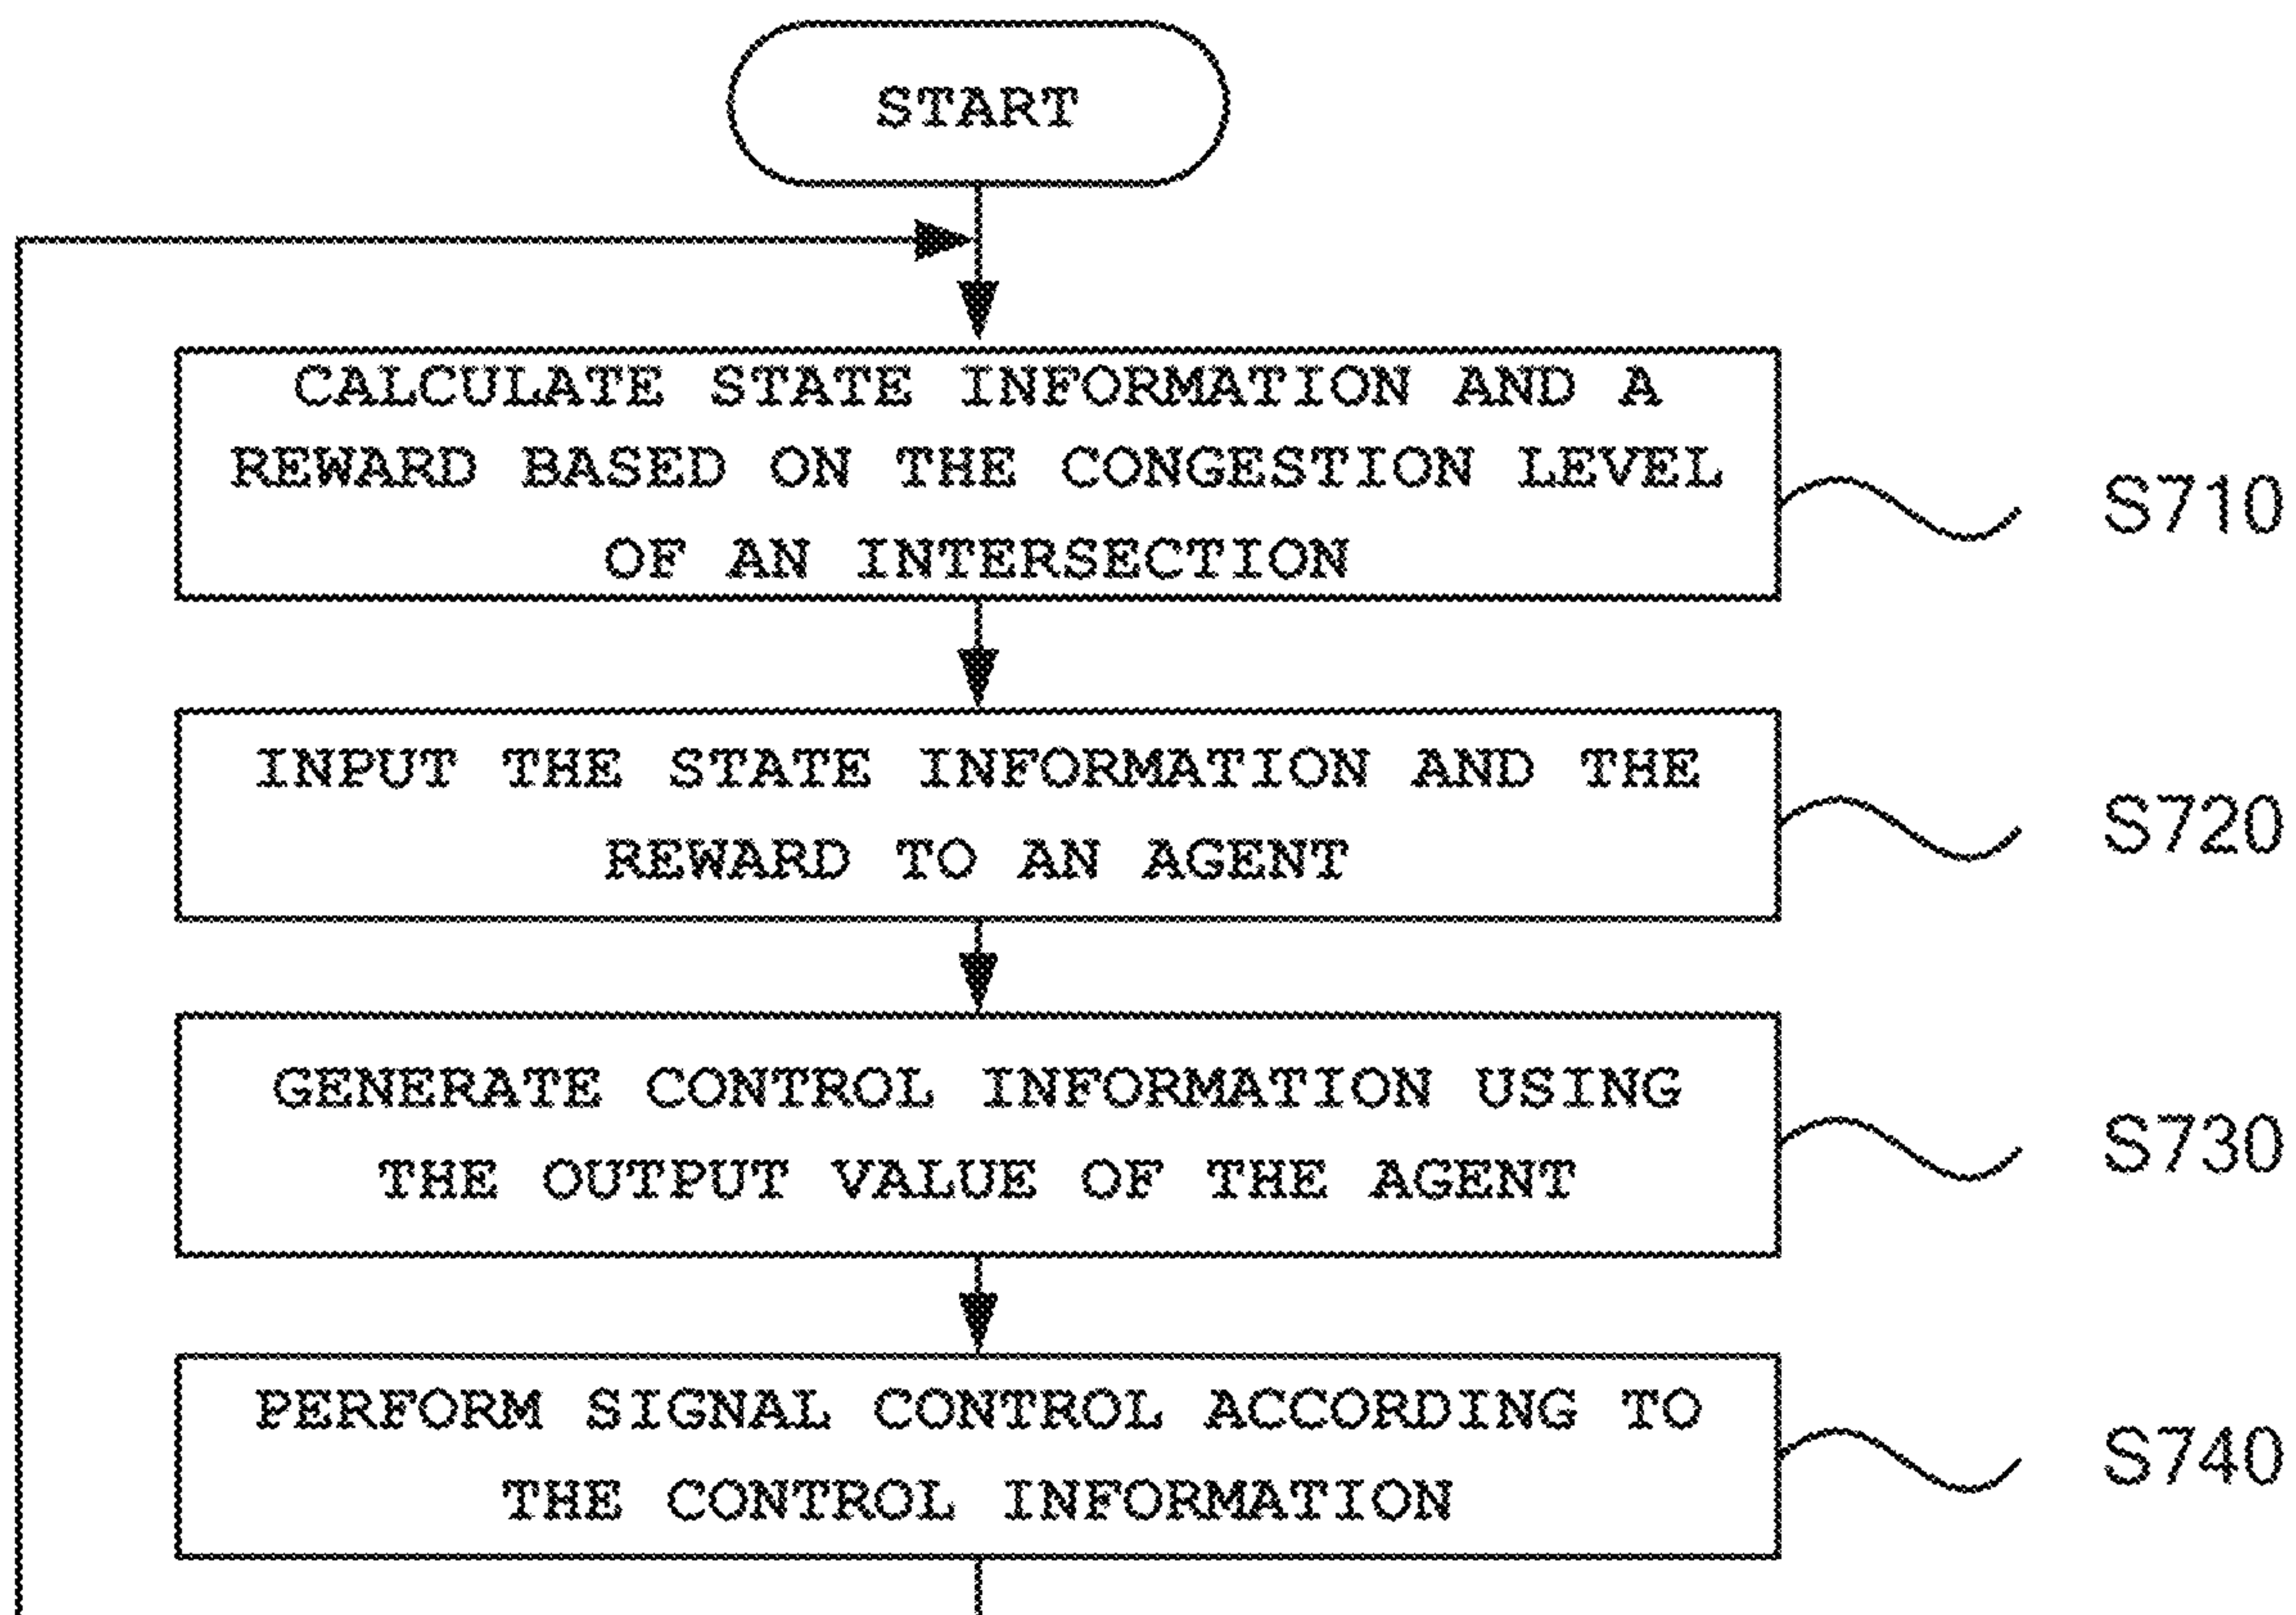 START
CALCULATE STATE INFORMATION AND A
REWARD BASED ON THE CONGESTION LEVEL
OF AN INTERSECTION
S710
INPUT THE STATE INFORMATION AND THE
REWARD TO AN AGENT
S720
GENERATE CONTROL INFORMATION USING
THE OUTPUT VALUE OF THE AGENT
S730
PERFORM SIGNAL CONTROL ACCORDING TO
THE CONTROL INFORMATION
S740